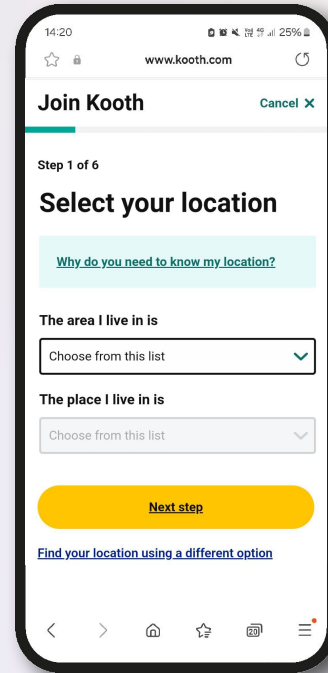 14:20
25%
www.kooth.com
Join Kooth
Cancel
Step 1 of 6
Select your location
Why do you need to know my location?
The area I live in is
Choose from this list
The place I live in is
Choose from this list
Next step
Find your location using a different option
20